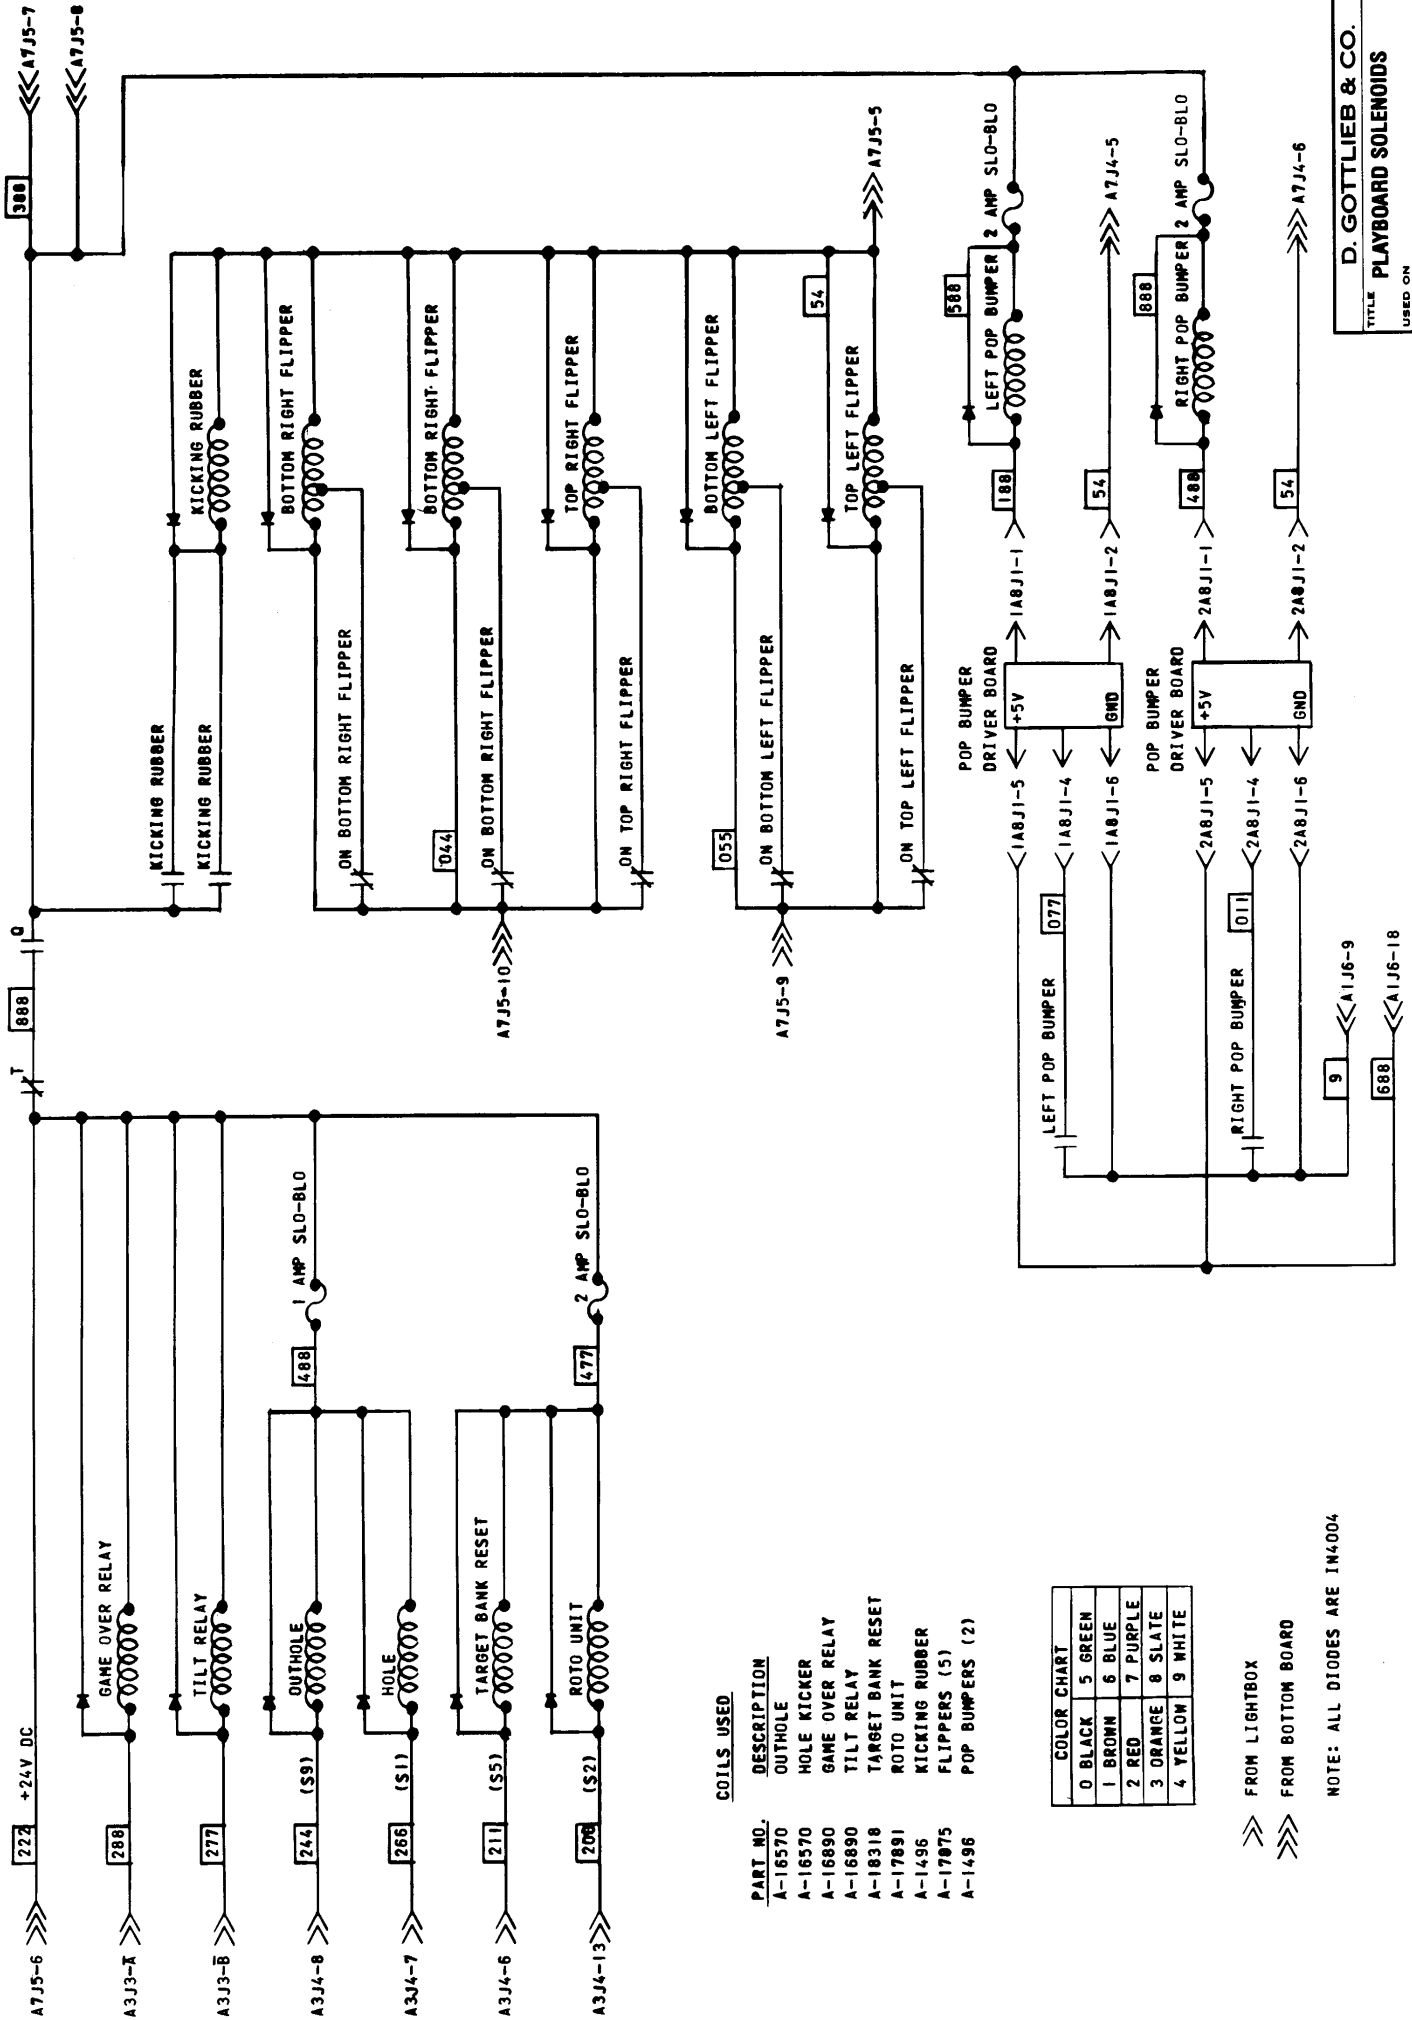 A7J5-6
222
+24V DC
T
888
Q
388
A7J5-7
A7J5-8
A3J3-A̅
288
GAME OVER RELAY
A3J3-B̅
277
TILT RELAY
A3J4-8
244
(S9)
OUTHOLE
488
1 AMP SLO-BLO
A3J4-7
266
(S1)
HOLE
A3J4-6
211
(S5)
TARGET BANK RESET
A3J4-13
(S2)
ROTO UNIT
477
2 AMP SLO-BLO
KICKING RUBBER
KICKING RUBBER
KICKING RUBBER
ON BOTTOM RIGHT FLIPPER
BOTTOM RIGHT FLIPPER
044
ON BOTTOM RIGHT FLIPPER
BOTTOM RIGHT FLIPPER
A7J5-10
ON TOP RIGHT FLIPPER
TOP RIGHT FLIPPER
055
ON BOTTOM LEFT FLIPPER
BOTTOM LEFT FLIPPER
A7J5-9
ON TOP LEFT FLIPPER
TOP LEFT FLIPPER
54
A7J5-5
COILS USED
PART NO. DESCRIPTION
A-16570 OUTHOLE
A-16570 HOLE KICKER
A-16890 GAME OVER RELAY
A-16890 TILT RELAY
A-18318 TARGET BANK RESET
A-17891 ROTO UNIT
A-1496 KICKING RUBBER
A-17875 FLIPPERS (5)
A-1496 POP BUMPERS (2)
POP BUMPER
DRIVER BOARD
+5V
GND
1A8J1-5
1A8J1-4
1A8J1-6
1A8J1-1
1A8J1-2
077
LEFT POP BUMPER
188
588
LEFT POP BUMPER
2 AMP SLO-BLO
54
A7J4-5
POP BUMPER
DRIVER BOARD
+5V
GND
2A8J1-5
2A8J1-4
2A8J1-6
2A8J1-1
2A8J1-2
011
RIGHT POP BUMPER
488
888
RIGHT POP BUMPER
2 AMP SLO-BLO
54
A7J4-6
9
A1J6-9
688
A1J6-18
COLOR CHART
0 BLACK 5 GREEN
1 BROWN 6 BLUE
2 RED 7 PURPLE
3 ORANGE 8 SLATE
4 YELLOW 9 WHITE
FROM LIGHTBOX
FROM BOTTOM BOARD
NOTE: ALL DIODES ARE IN4004
D. GOTTLIEB & CO.
TITLE PLAYBOARD SOLENOIDS
USED ON